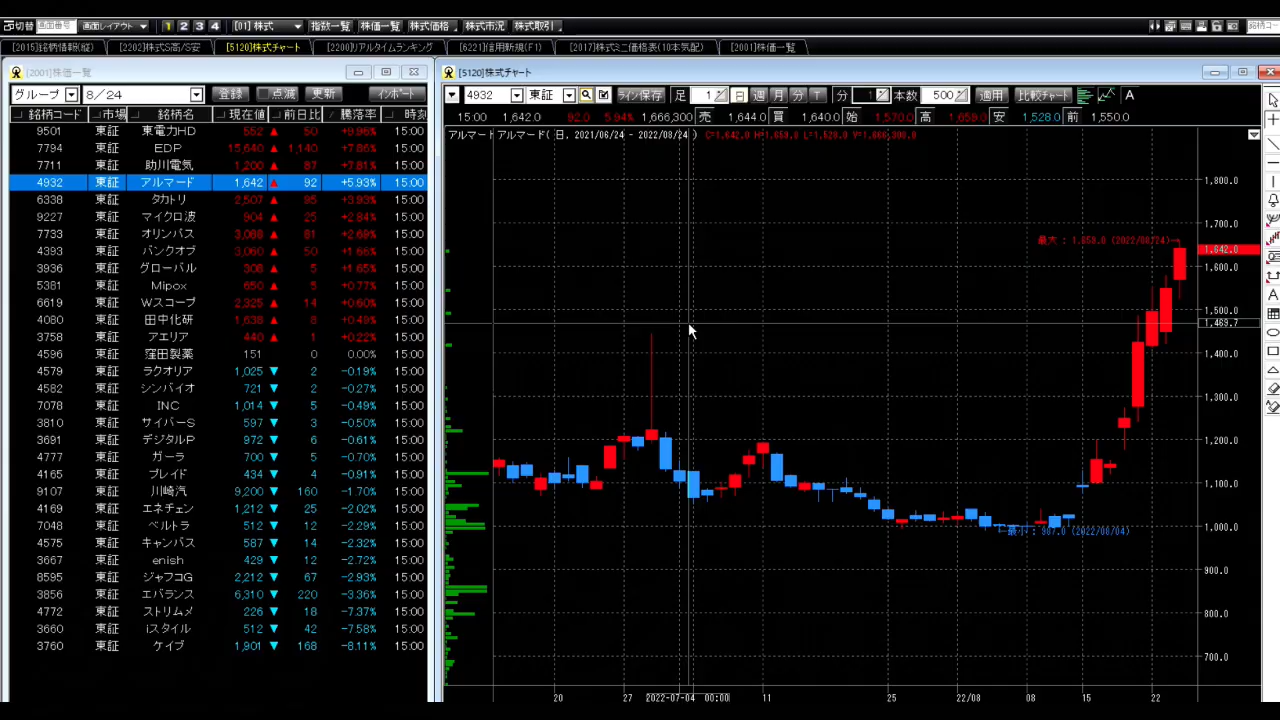 切替 画面番号 画面レイアウト 1 2 3 4 [01]株式 指数一覧 株価一覧 株式価格 株式市況 株式取引
[2015]銘柄情報(縦) [2202]株式S高/S安 [5120]株式チャート [2200]リアルタイムランキング [6221]信用新規(F1) [2017]株式ミニ価格表(10本気配) [2001]株価一覧
[2001]株価一覧
グループ 8/24 登録 点滅 更新 インポート
銘柄コード 市場 銘柄名 現在値 前日比 騰落率 時刻
9501 東証 東電力HD 552 ▲ 50 +9.96% 15:00
7794 東証 EDP 15,640 ▲ 1,140 +7.86% 15:00
7711 東証 助川電気 1,200 ▲ 87 +7.81% 15:00
4932 東証 アルマード 1,642 ▲ 92 +5.93% 15:00
6338 東証 タカトリ 2,507 ▲ 95 +3.93% 15:00
9227 東証 マイクロ波 904 ▲ 25 +2.84% 15:00
7733 東証 オリンパス 3,088 ▲ 81 +2.69% 15:00
4393 東証 バンクオブ 3,060 ▲ 50 +1.66% 15:00
3936 東証 グローバル 308 ▲ 5 +1.65% 15:00
5381 東証 Mipox 650 ▲ 5 +0.77% 15:00
6619 東証 Wスコープ 2,325 ▲ 14 +0.60% 15:00
4080 東証 田中化研 1,638 ▲ 8 +0.49% 15:00
3758 東証 アエリア 440 ▲ 1 +0.22% 15:00
4596 東証 窪田製薬 151 0 0.00% 15:00
4579 東証 ラクオリア 1,025 ▼ 2 -0.19% 15:00
4582 東証 シンバイオ 721 ▼ 2 -0.27% 15:00
7078 東証 INC 1,014 ▼ 5 -0.49% 15:00
3810 東証 サイバーS 597 ▼ 3 -0.50% 15:00
3691 東証 デジタルP 972 ▼ 6 -0.61% 15:00
4777 東証 ガーラ 700 ▼ 5 -0.70% 15:00
4165 東証 プレイド 434 ▼ 4 -0.91% 15:00
9107 東証 川崎汽 9,200 ▼ 160 -1.70% 15:00
4169 東証 エネチェン 1,212 ▼ 25 -2.02% 15:00
7048 東証 ベルトラ 512 ▼ 12 -2.29% 15:00
4575 東証 キャンバス 587 ▼ 14 -2.32% 15:00
3667 東証 enish 429 ▼ 12 -2.72% 15:00
8595 東証 ジャフコG 2,212 ▼ 67 -2.93% 15:00
3856 東証 エバランス 6,310 ▼ 220 -3.36% 15:00
4772 東証 ストリムメ 226 ▼ 18 -7.37% 15:00
3660 東証 iスタイル 512 ▼ 42 -7.58% 15:00
3760 東証 ケイブ 1,901 ▼ 168 -8.11% 15:00
[5120]株式チャート
4932 東証 ライン保存 足 1 日 週 月 分 T 分 1 本数 500 適用 比較チャート A
15:00 1,642.0 92.0 5.94% 1,666,300 売 1,644.0 買 1,640.0 始 1,570.0 高 1,659.0 安 1,528.0 前 1,550.0
アルマード アルマード( 日, 2021/06/24 - 2022/08/24 ) C=1,642.0 H=1,659.0 L=1,528.0 V=1,666,300.0
1,800.0
1,700.0
最大 : 1,659.0 (2022/08/24)
1,642.0
1,600.0
1,500.0
1,400.0
1,300.0
1,200.0
1,100.0
1,000.0
(2022/08/04)
900.0
800.0
700.0
20 27 2022-07-04 00:00 11 25 22/08 08 15 22